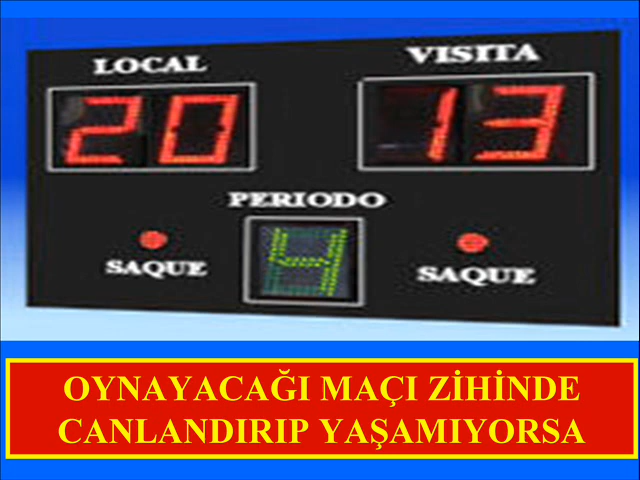 LOCAL VISITA
20 13
PERIODO
4
SAQUE SAQUE
OYNAYACAĞI MAÇI ZİHİNDE
CANLANDIRIP YAŞAMIYORSA